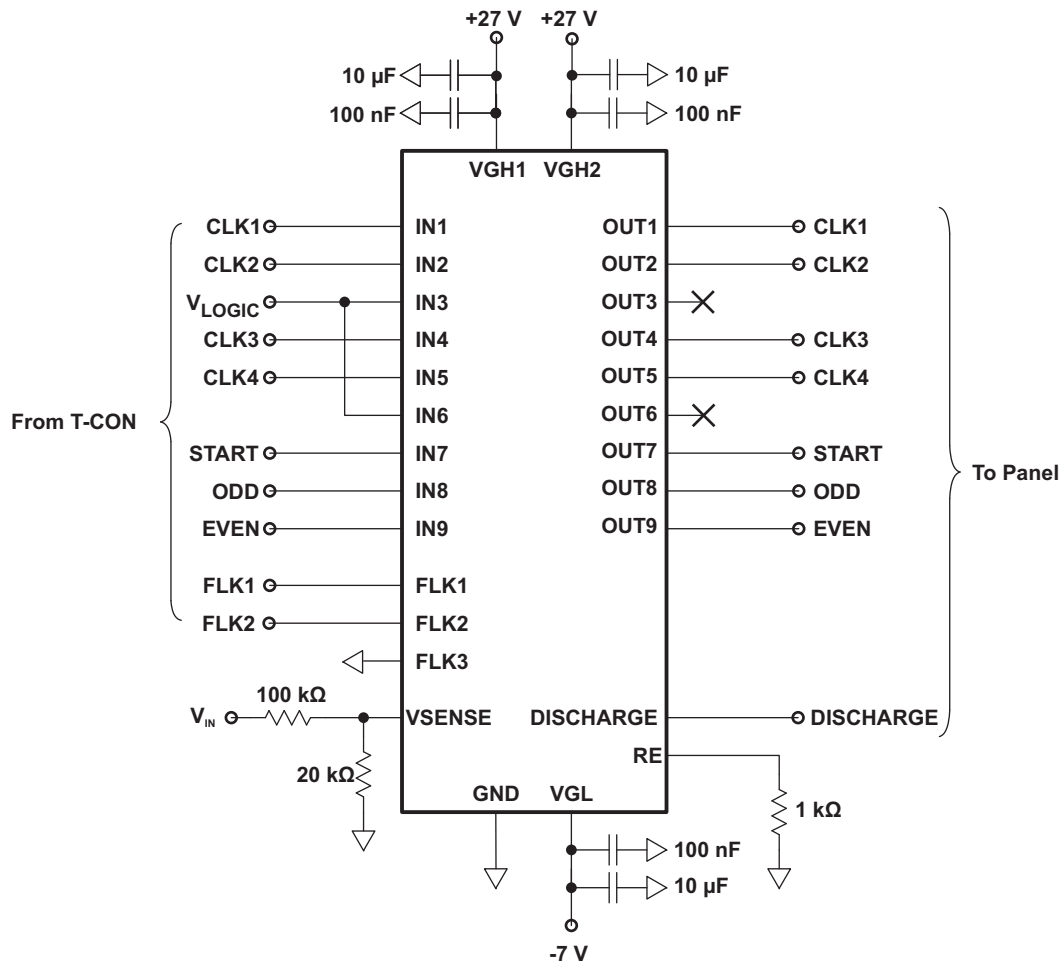 +27 V +27 V
10 µF 10 µF
100 nF 100 nF
VGH1 VGH2
CLK1 IN1 OUT1 CLK1
CLK2 IN2 OUT2 CLK2
VLOGIC IN3 OUT3
CLK3 IN4 OUT4 CLK3
CLK4 IN5 OUT5 CLK4
From T-CON IN6 OUT6
START IN7 OUT7 START
To Panel
ODD IN8 OUT8 ODD
EVEN IN9 OUT9 EVEN
FLK1 FLK1
FLK2 FLK2
FLK3
100 kΩ
VIN VSENSE DISCHARGE DISCHARGE
RE
20 kΩ
GND VGL 1 kΩ
100 nF
10 µF
-7 V